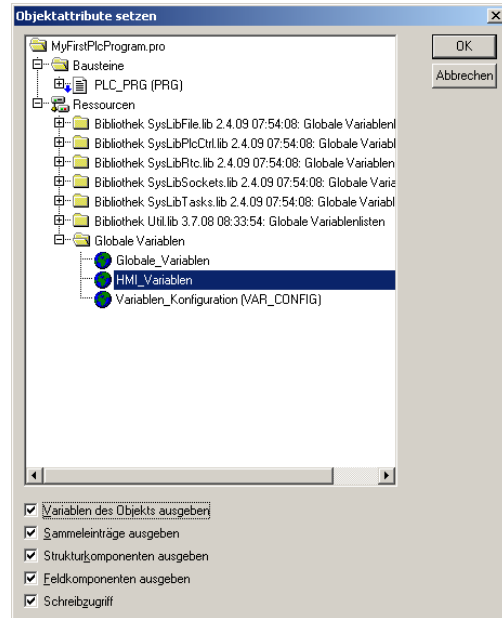 Objektattribute setzen
MyFirstPlcProgram.pro
OK
Bausteine
Abbrechen
PLC_PRG (PRG)
Ressourcen
Bibliothek SysLibFile.lib 2.4.09 07:54:08: Globale Variablenl
Bibliothek SysLibPlcCtrl.lib 2.4.09 07:54:08: Globale Variabl
Bibliothek SysLibRtc.lib 2.4.09 07:54:08: Globale Variablen
Bibliothek SysLibSockets.lib 2.4.09 07:54:08: Globale Varia
Bibliothek SysLibTasks.lib 2.4.09 07:54:08: Globale Variabl
Bibliothek Util.lib 3.7.08 08:33:54: Globale Variablenlisten
Globale Variablen
Globale_Variablen
HMI_Variablen
Variablen_Konfiguration (VAR_CONFIG)
Variablen des Objekts ausgeben
Sammeleinträge ausgeben
Strukturkomponenten ausgeben
Feldkomponenten ausgeben
Schreibzugriff